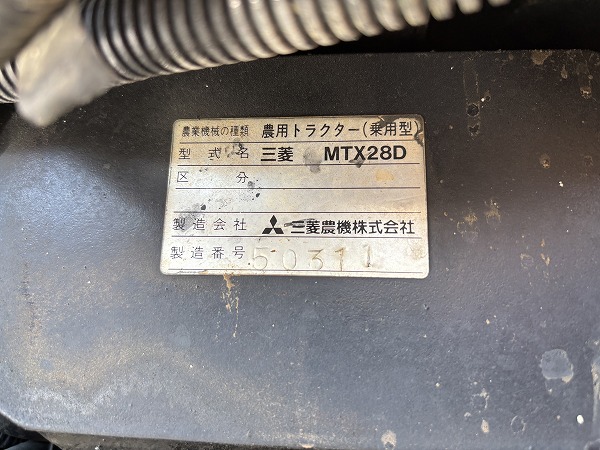 農業機械の種類 農用トラクター(乗用型)
型式名 三菱 MTX28D
区分
製造会社 三菱農機株式会社
製造番号 50311